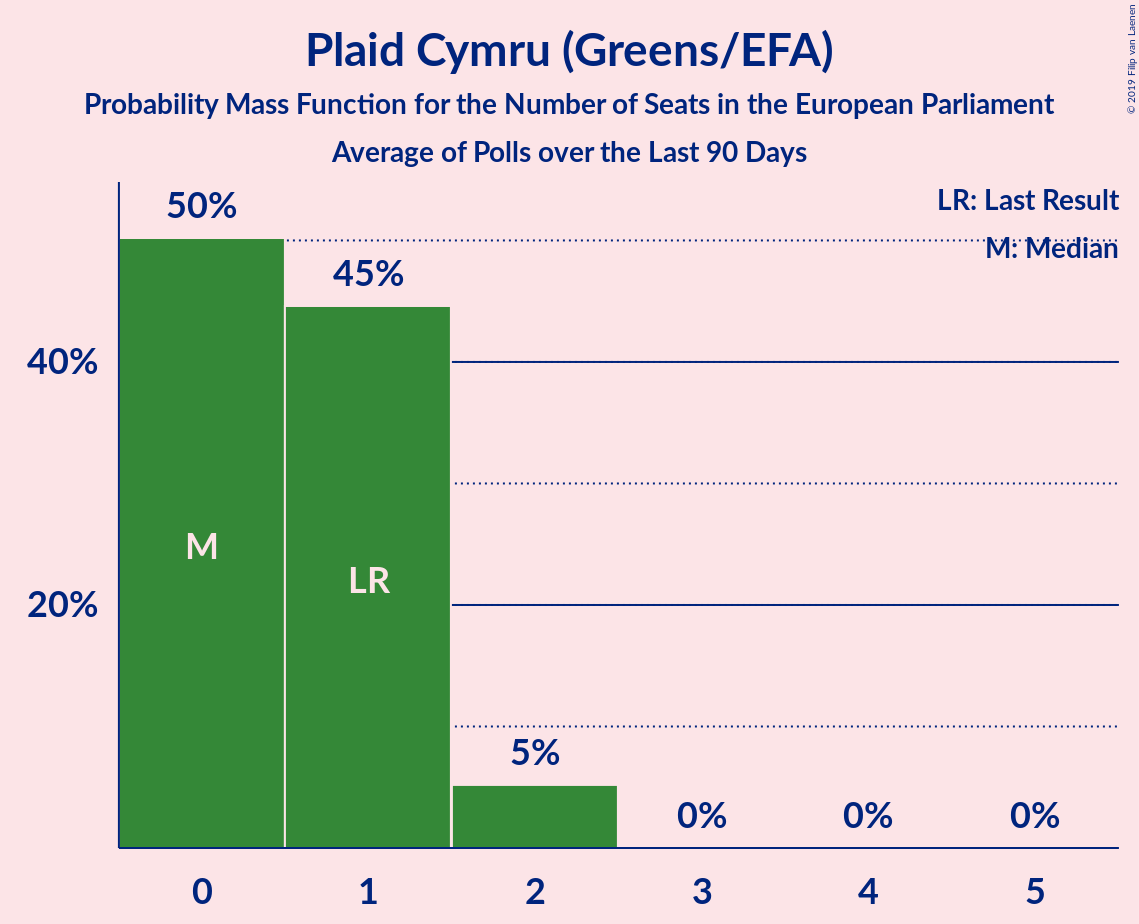 Plaid Cymru (Greens/EFA)
Probability Mass Function for the Number of Seats in the European Parliament
Average of Polls over the Last 90 Days
© 2019 Filip van Laenen
LR: Last Result
M: Median
50%
45%
40%
20%
M
LR
5%
0%
0%
0%
0
1
2
3
4
5